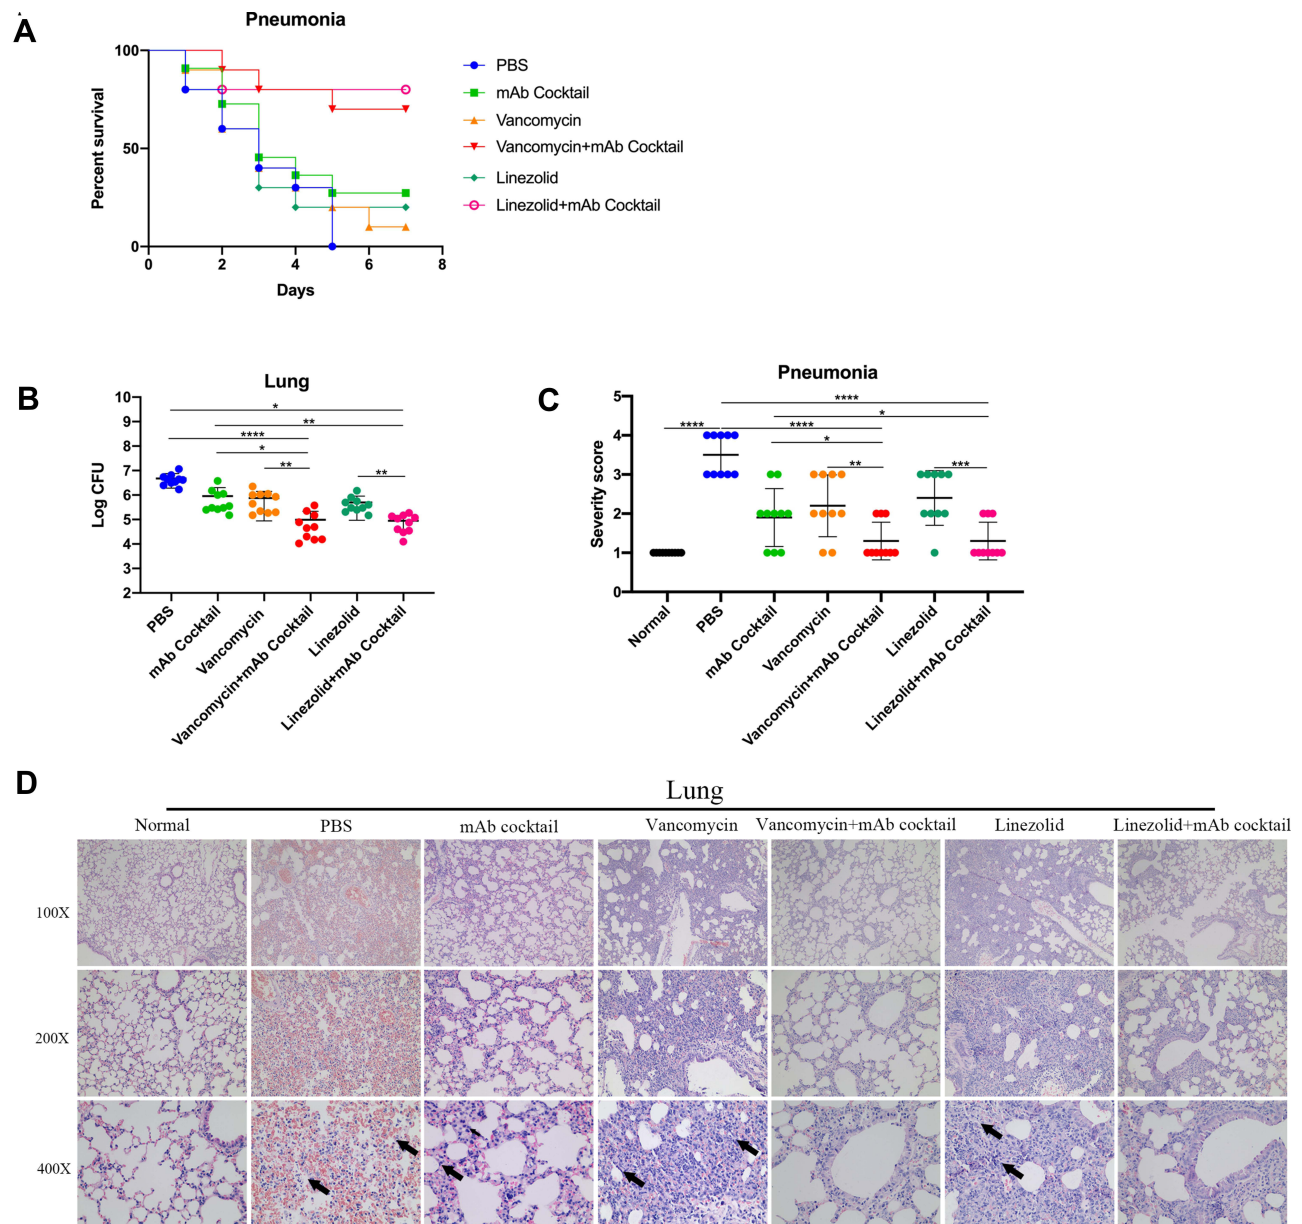 A
Pneumonia
Percent survival
100
50
0
0 2 4 6 8
Days
PBS
mAb Cocktail
Vancomycin
Vancomycin+mAb Cocktail
Linezolid
Linezolid+mAb Cocktail
B
Lung
Log CFU
10
9
8
7
6
5
4
3
2
*
**
****
*
** **
PBS
mAb Cocktail
Vancomycin
Vancomycin+mAb Cocktail
Linezolid
Linezolid+mAb Cocktail
C
Pneumonia
Severity score
5
4
3
2
1
0
****
*
**** ****
*
** ***
Normal
PBS
mAb Cocktail
Vancomycin
Vancomycin+mAb Cocktail
Linezolid
Linezolid+mAb Cocktail
D
Lung
Normal PBS mAb cocktail Vancomycin Vancomycin+mAb cocktail Linezolid Linezolid+mAb cocktail
100X
200X
400X